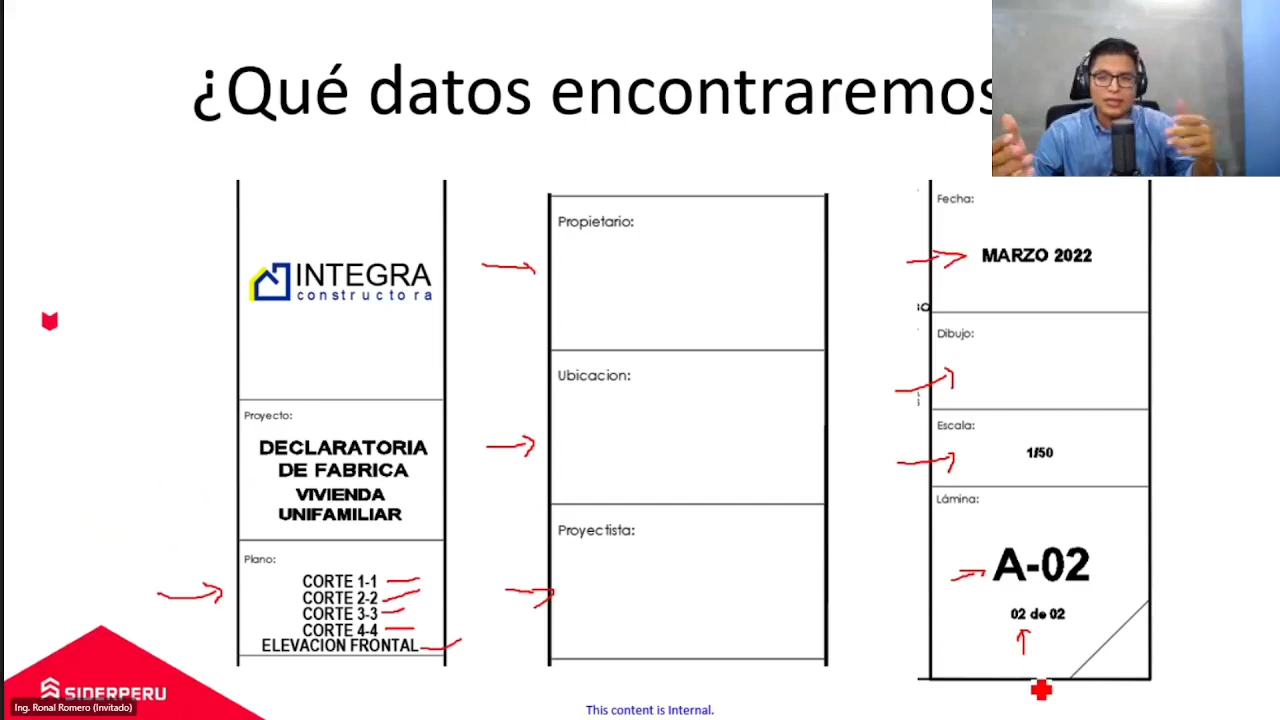 ¿Qué datos encontraremos
INTEGRA
constructora
Proyecto:
DECLARATORIA
DE FABRICA
VIVIENDA
UNIFAMILIAR
Plano:
CORTE 1-1
CORTE 2-2
CORTE 3-3
CORTE 4-4
ELEVACION FRONTAL
Propietario:
Ubicacion:
Proyectista:
Fecha:
MARZO 2022
Dibujo:
Escala:
1/50
Lámina:
A-02
02 de 02
SIDERPERU
Ing. Ronal Romero (Invitado)
This content is Internal.